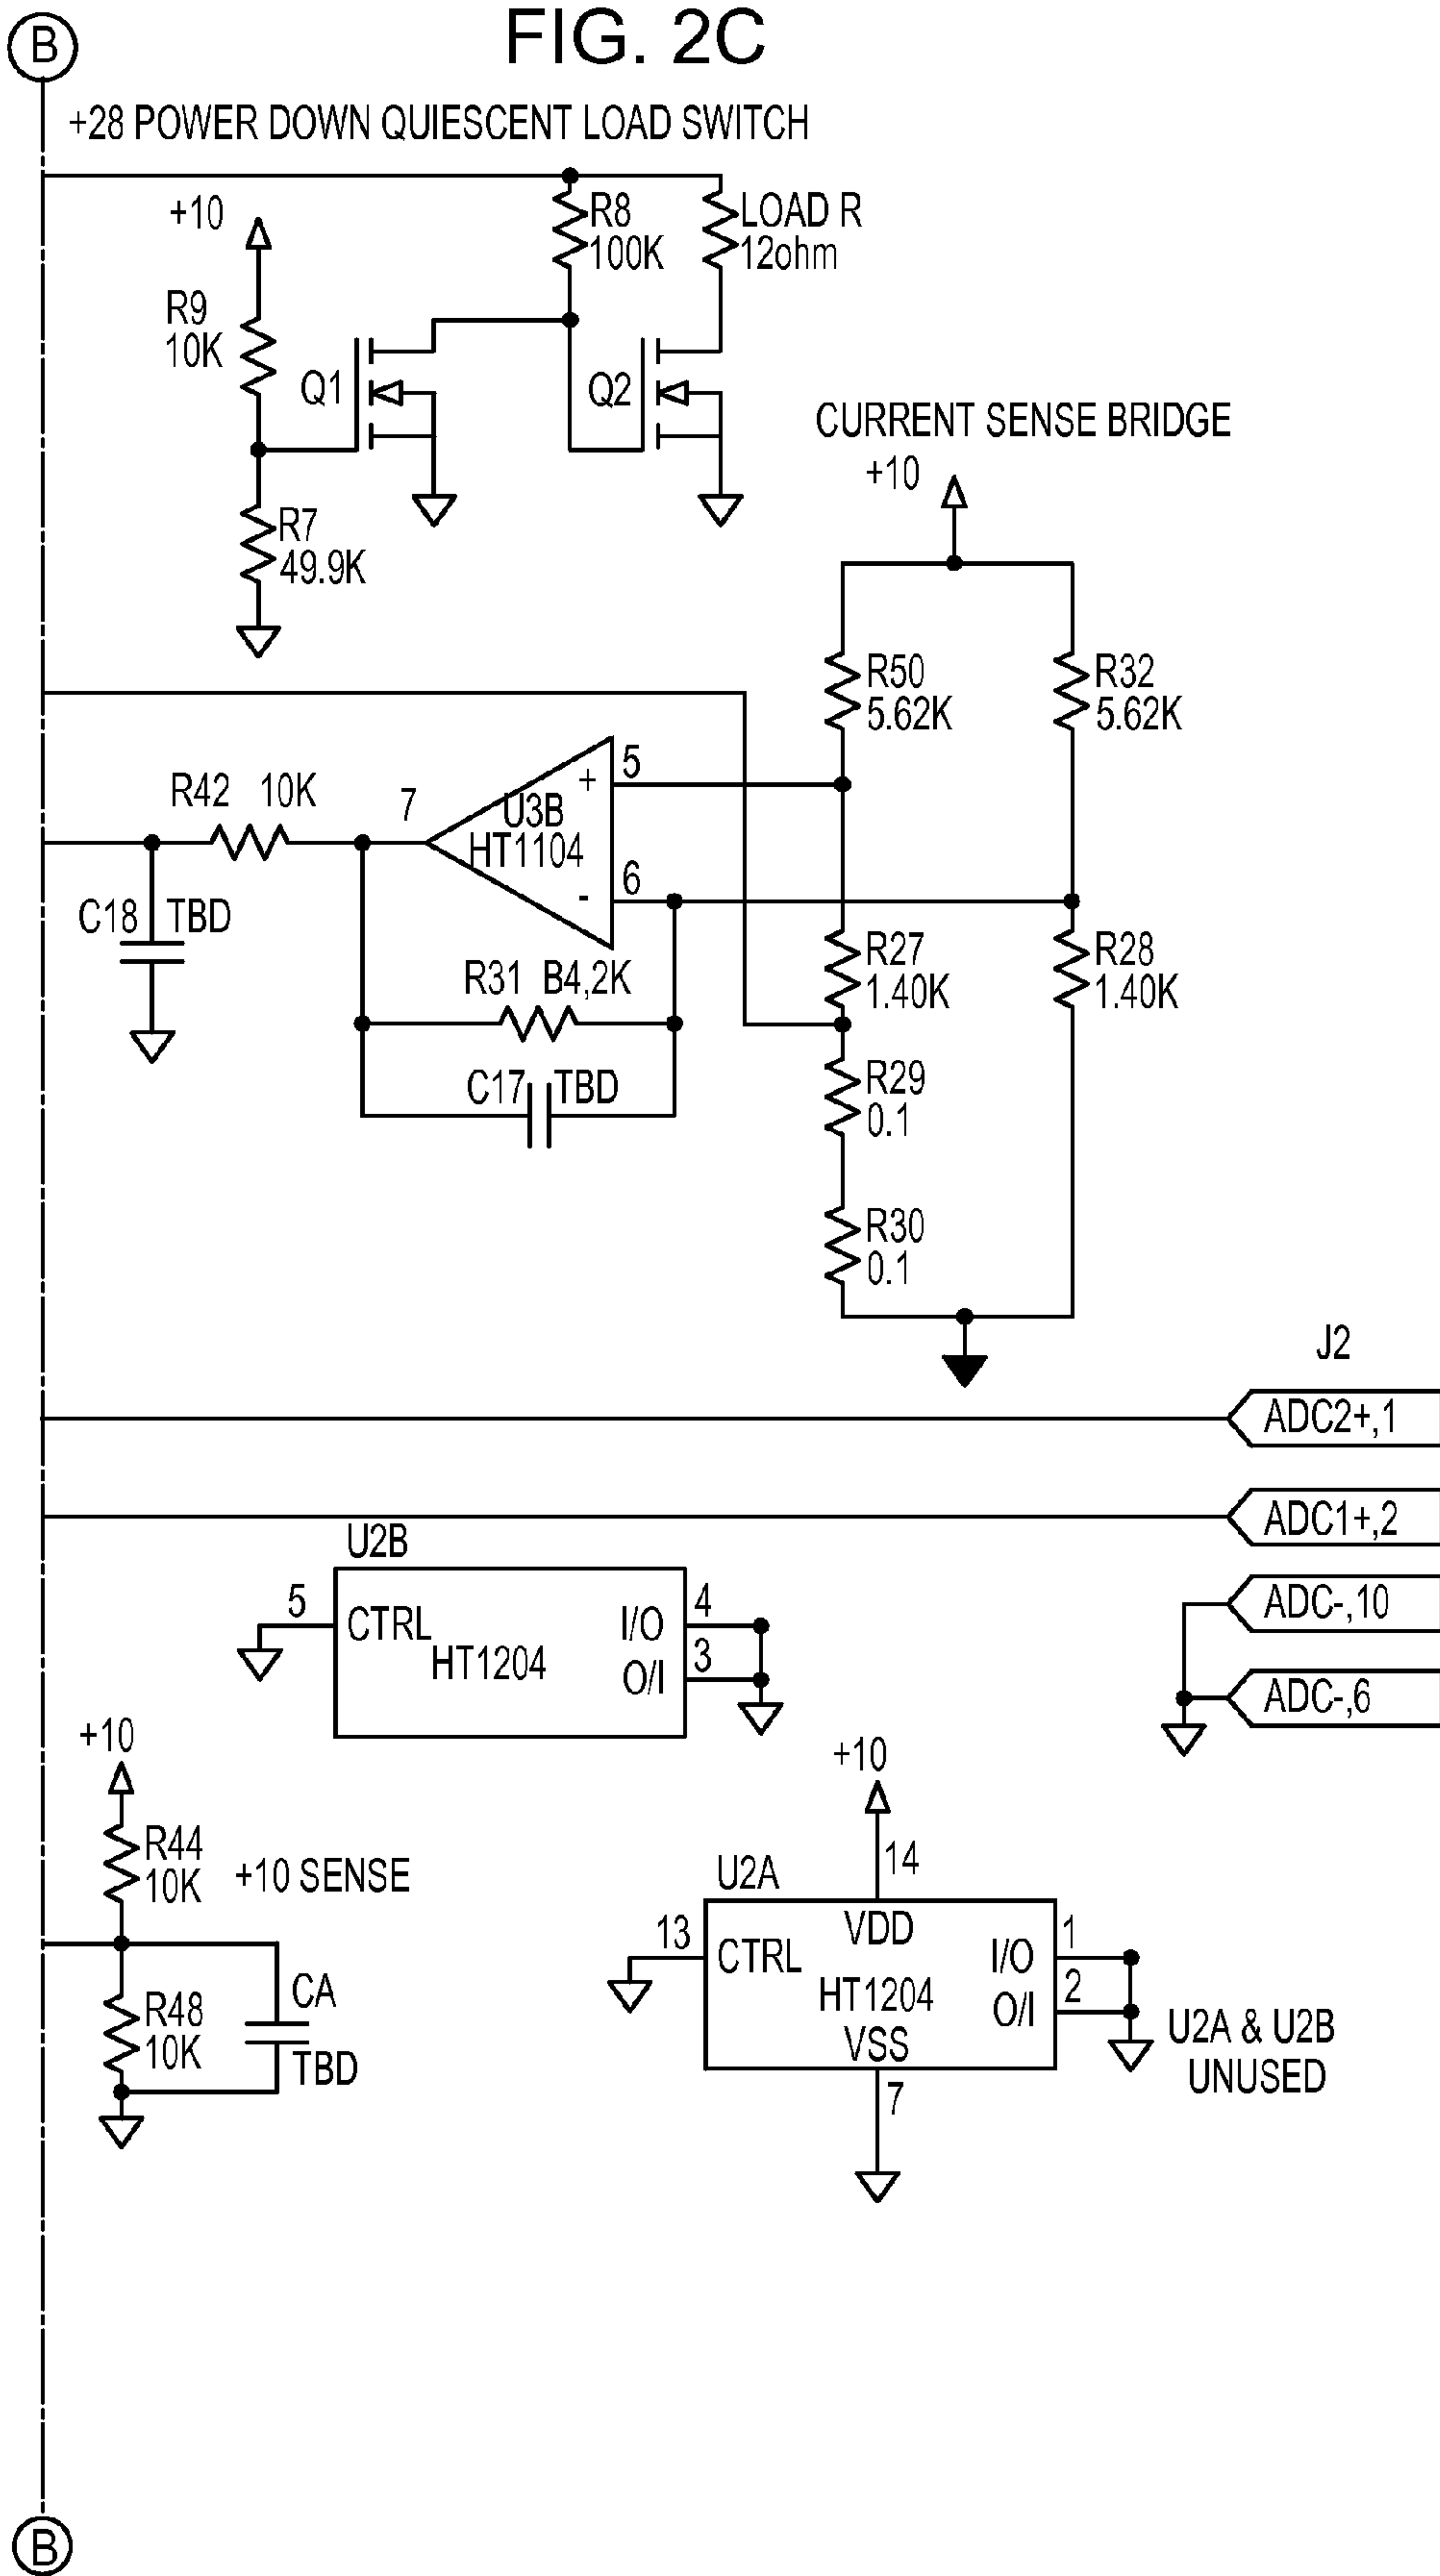 FIG. 2C
B
+28 POWER DOWN QUIESCENT LOAD SWITCH
+10
R8
100K
LOAD R
12ohm
R9
10K
Q1
Q2
R7
49.9K
CURRENT SENSE BRIDGE
+10
R50
5.62K
R32
5.62K
R42 10K
7
U3B
HT1104
+
5
-
6
C18 TBD
R31 B4,2K
C17 TBD
R27
1.40K
R28
1.40K
R29
0.1
R30
0.1
J2
ADC2+,1
ADC1+,2
ADC-,10
ADC-,6
U2B
5
CTRL
HT1204
I/O
4
O/I
3
+10
R44
10K
+10 SENSE
R48
10K
CA
TBD
+10
14
U2A
13
CTRL
VDD
HT1204
VSS
I/O
1
O/I
2
7
U2A & U2B
UNUSED
B